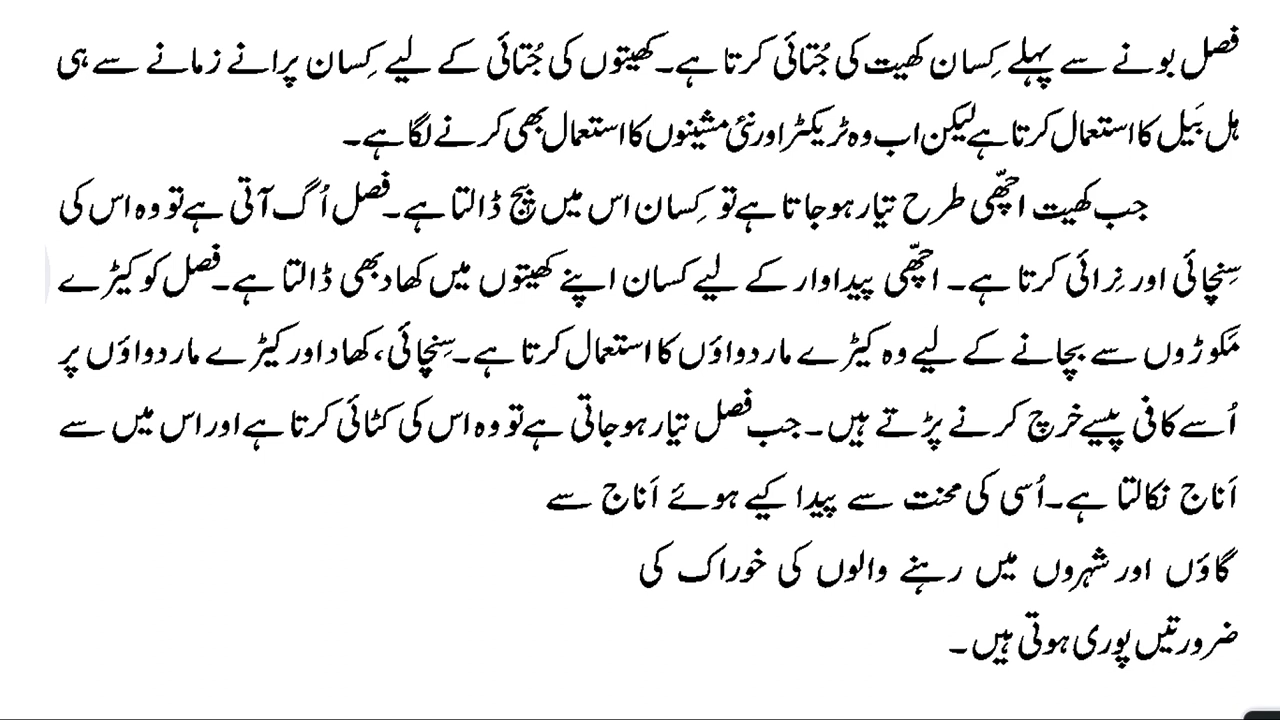 فصل بونے سے پہلے کِسان کھیت کی جُتائی کرتا ہے۔ کھیتوں کی جُتائی کے لیے کِسان پرانے زمانے سے ہی
ہل بَیل کا استعمال کرتا ہے لیکن اب وہ ٹریکٹر اور نئی مشینوں کا استعمال بھی کرنے لگا ہے۔
جب کھیت اچھّی طرح تیّار ہو جاتا ہے تو کِسان اس میں بیج ڈالتا ہے۔ فصل اُگ آتی ہے تو وہ اس کی
سِنچائی اور نِرائی کرتا ہے۔ اچھّی پیداوار کے لیے کسان اپنے کھیتوں میں کھاد بھی ڈالتا ہے۔ فصل کو کیڑے
مَکوڑوں سے بچانے کے لیے وہ کیڑے مار دواؤں کا استعمال کرتا ہے۔ سِنچائی، کھاد اور کیڑے مار دواؤں پر
اُسے کافی پیسے خرچ کرنے پڑتے ہیں۔ جب فصل تیّار ہو جاتی ہے تو وہ اس کی کٹائی کرتا ہے اور اس میں سے
اَناج نکالتا ہے۔ اُسی کی محنت سے پیدا کیے ہوئے اَناج سے
گاؤں اور شہروں میں رہنے والوں کی خوراک کی
ضرورتیں پوری ہوتی ہیں۔